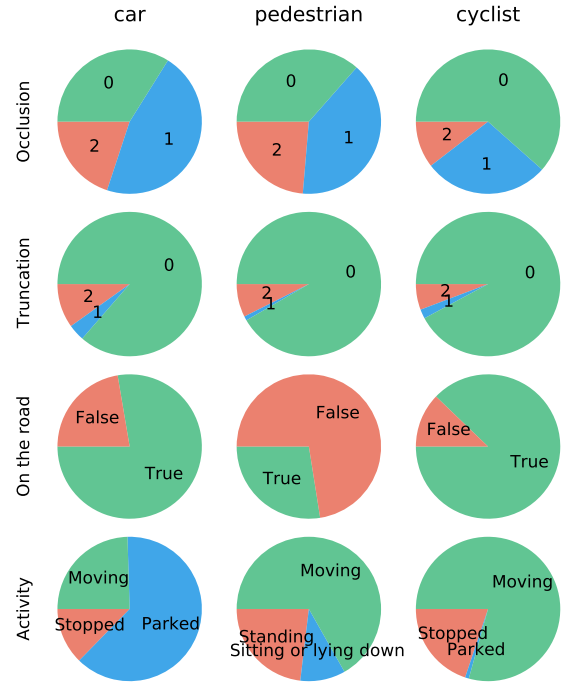 car pedestrian cyclist
Occlusion
0 1 2
0 1 2
0 1 2
Truncation
0 2 1
0 2 1
0 2 1
On the road
False True
False True
False True
Activity
Moving Stopped Parked
Moving Standing Sitting or lying down
Moving Stopped Parked